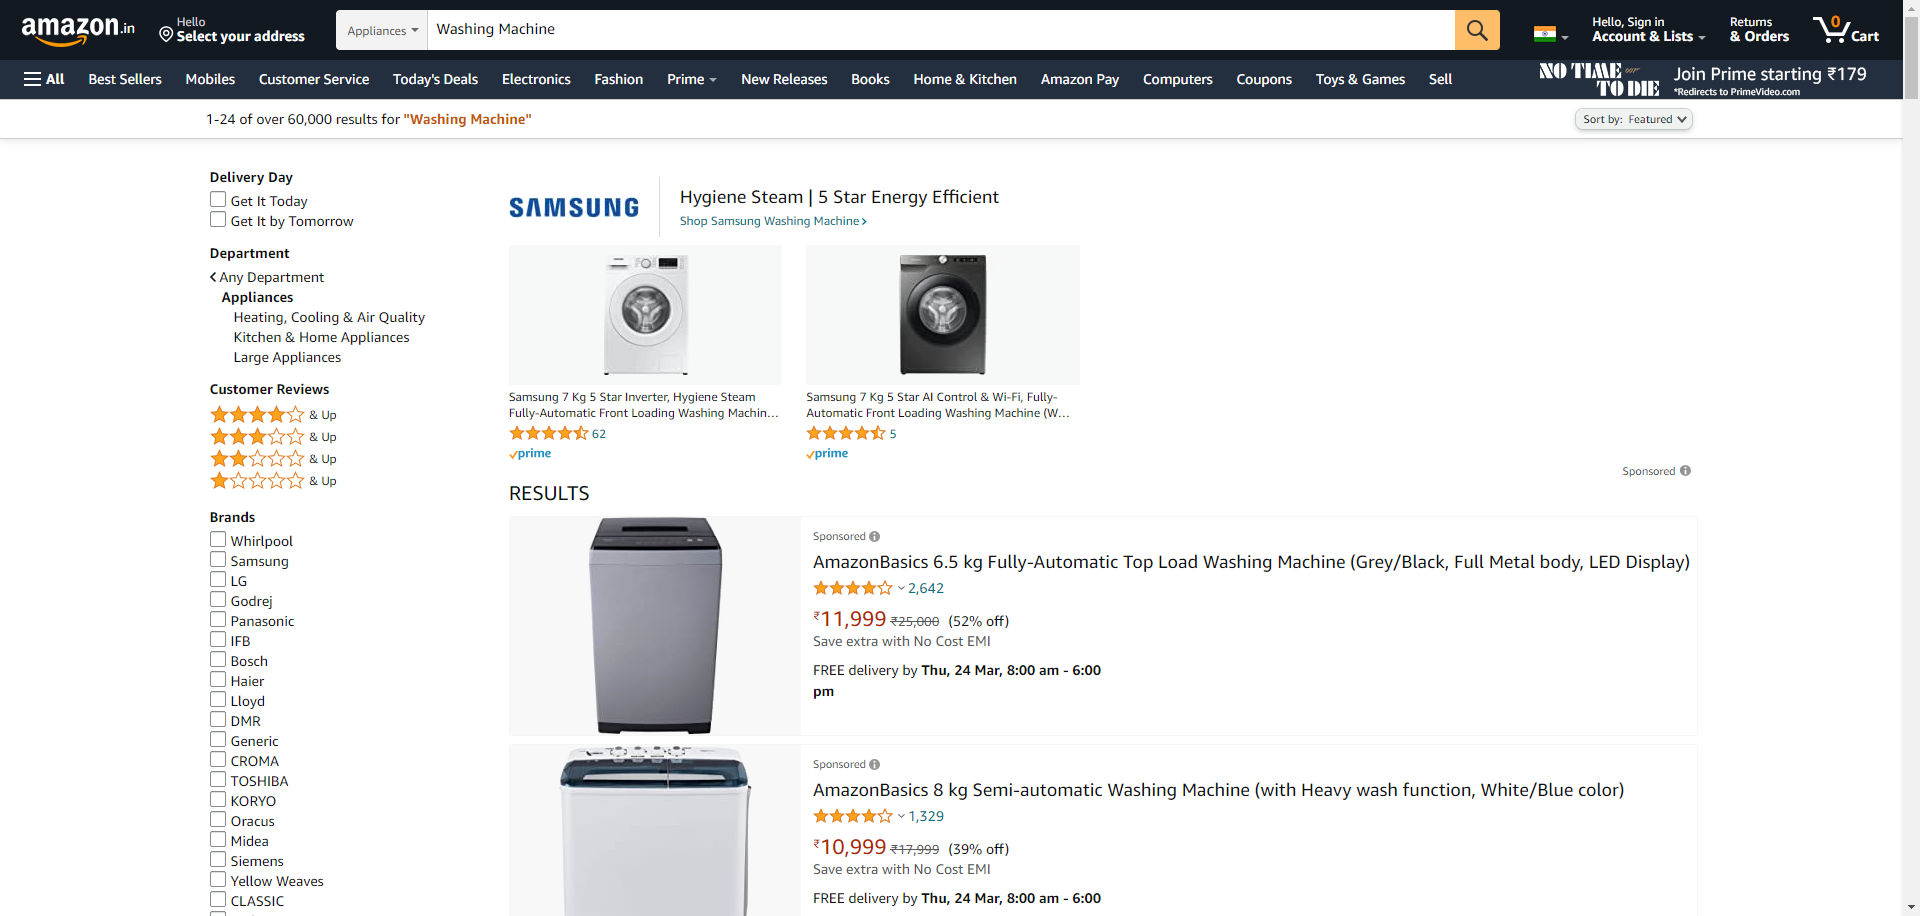 amazon.in
Hello
Select your address
Appliances
Washing Machine
Hello, Sign in
Account & Lists
Returns
& Orders
0
Cart
All
Best Sellers
Mobiles
Customer Service
Today's Deals
Electronics
Fashion
Prime
New Releases
Books
Home & Kitchen
Amazon Pay
Computers
Coupons
Toys & Games
Sell
NO TIME 007
TO DIE
Join Prime starting ₹179
*Redirects to PrimeVideo.com
1-24 of over 60,000 results for "Washing Machine"
Sort by: Featured
Delivery Day
Get It Today
Get It by Tomorrow
Department
Any Department
Appliances
Heating, Cooling & Air Quality
Kitchen & Home Appliances
Large Appliances
Customer Reviews
& Up
& Up
& Up
& Up
Brands
Whirlpool
Samsung
LG
Godrej
Panasonic
IFB
Bosch
Haier
Lloyd
DMR
Generic
CROMA
TOSHIBA
KORYO
Oracus
Midea
Siemens
Yellow Weaves
CLASSIC
SAMSUNG
Hygiene Steam | 5 Star Energy Efficient
Shop Samsung Washing Machine
Samsung 7 Kg 5 Star Inverter, Hygiene Steam
Fully-Automatic Front Loading Washing Machin…
62
prime
Samsung 7 Kg 5 Star AI Control & Wi-Fi, Fully-
Automatic Front Loading Washing Machine (W…
5
prime
Sponsored
RESULTS
Sponsored
AmazonBasics 6.5 kg Fully-Automatic Top Load Washing Machine (Grey/Black, Full Metal body, LED Display)
2,642
₹11,999 ₹25,000 (52% off)
Save extra with No Cost EMI
FREE delivery by Thu, 24 Mar, 8:00 am - 6:00
pm
Sponsored
AmazonBasics 8 kg Semi-automatic Washing Machine (with Heavy wash function, White/Blue color)
1,329
₹10,999 ₹17,999 (39% off)
Save extra with No Cost EMI
FREE delivery by Thu, 24 Mar, 8:00 am - 6:00